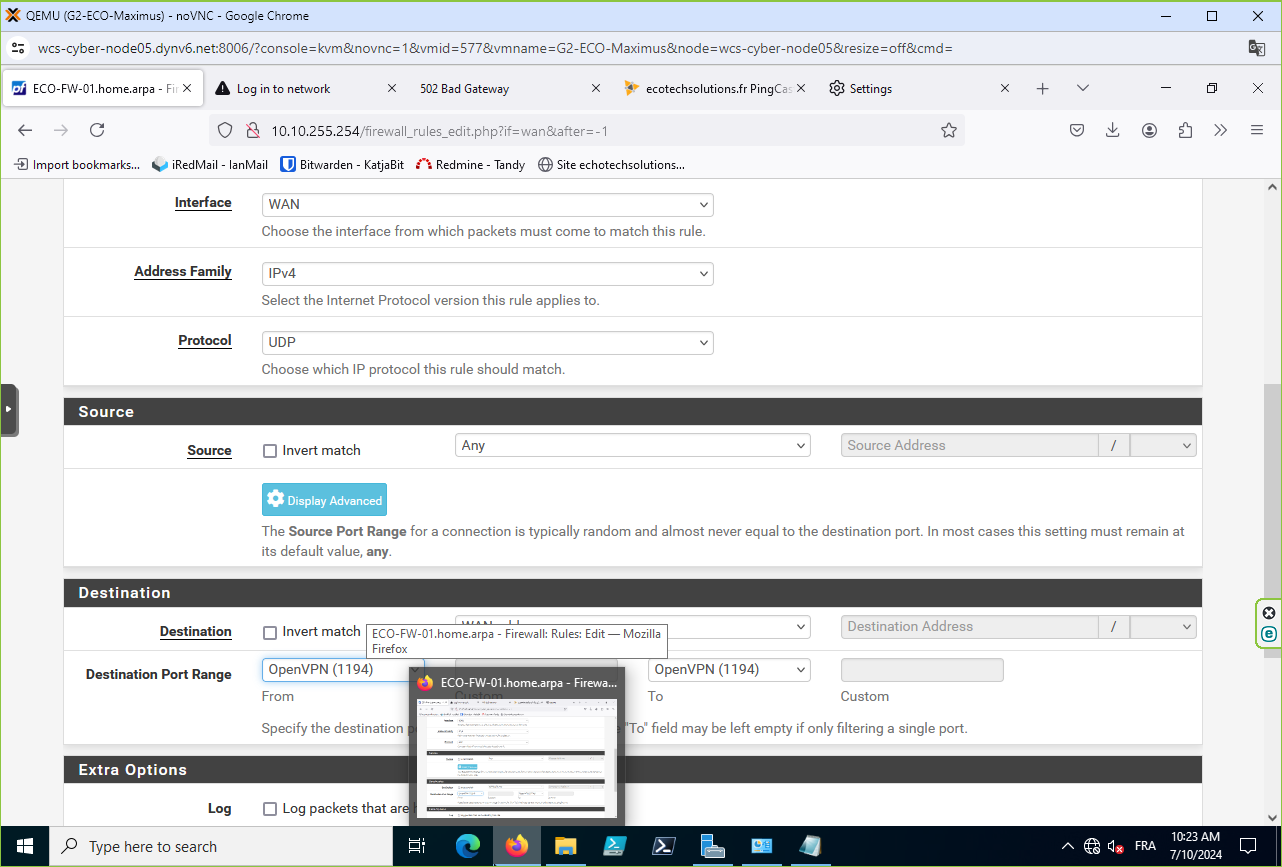 QEMU (G2-ECO-Maximus) - noVNC - Google Chrome
wcs-cyber-node05.dynv6.net:8006/?console=kvm&novnc=1&vmid=577&vmname=G2-ECO-Maximus&node=wcs-cyber-node05&resize=off&cmd=
ECO-FW-01.home.arpa - Fir
Log in to network
502 Bad Gateway
ecotechsolutions.fr PingCas
Settings
10.10.255.254/firewall_rules_edit.php?if=wan&after=-1
Import bookmarks...
iRedMail - IanMail
Bitwarden - KatjaBit
Redmine - Tandy
Site echotechsolutions...
Interface
WAN
Choose the interface from which packets must come to match this rule.
Address Family
IPv4
Select the Internet Protocol version this rule applies to.
Protocol
UDP
Choose which IP protocol this rule should match.
Source
Source
Invert match
Any
Source Address
/
Display Advanced
The Source Port Range for a connection is typically random and almost never equal to the destination port. In most cases this setting must remain at
its default value, any.
Destination
Destination
Invert match
Destination Address
/
ECO-FW-01.home.arpa - Firewall: Rules: Edit — Mozilla
Firefox
Destination Port Range
OpenVPN (1194)
OpenVPN (1194)
From
Custom
To
Custom
ECO-FW-01.home.arpa - Firewa...
Specify the destination
"To" field may be left empty if only filtering a single port.
Extra Options
Log
Log packets that are
Type here to search
FRA
10:23 AM
7/10/2024